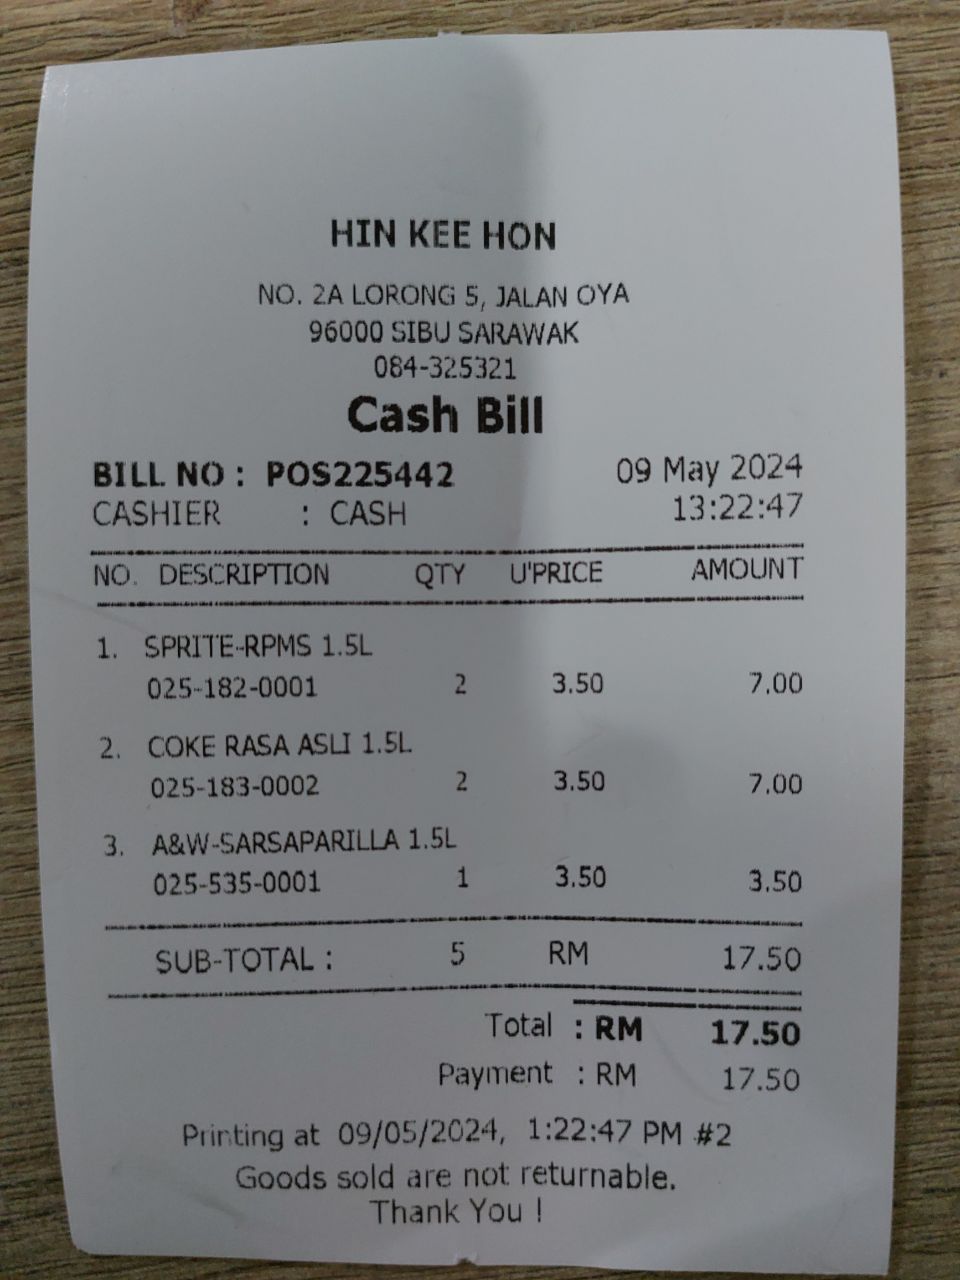 HIN KEE HON
NO. 2A LORONG 5, JALAN OYA
96000 SIBU SARAWAK
084-325321
Cash Bill
BILL NO : POS225442 09 May 2024
CASHIER : CASH 13:22:47
NO. DESCRIPTION QTY U'PRICE AMOUNT
1. SPRITE-RPMS 1.5L
025-182-0001 2 3.50 7.00
2. COKE RASA ASLI 1.5L
025-183-0002 2 3.50 7.00
3. A&W-SARSAPARILLA 1.5L
025-535-0001 1 3.50 3.50
SUB-TOTAL : 5 RM 17.50
Total : RM 17.50
Payment : RM 17.50
Printing at 09/05/2024, 1:22:47 PM #2
Goods sold are not returnable.
Thank You !